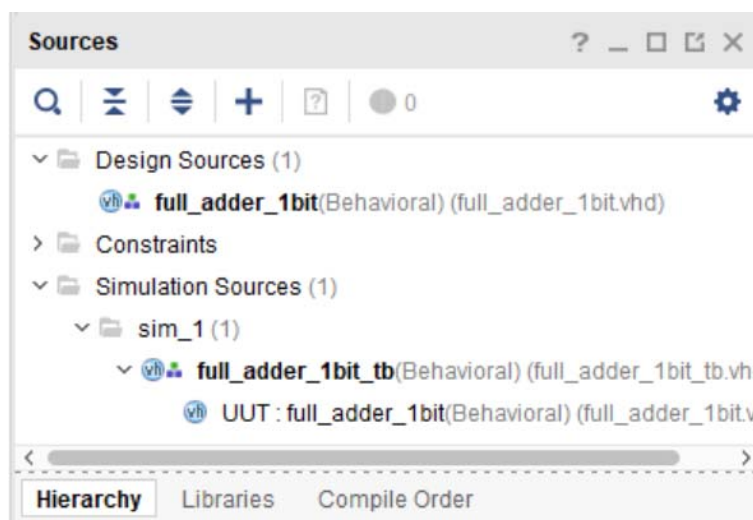 Sources
0
Design Sources (1)
full_adder_1bit(Behavioral) (full_adder_1bit.vhd)
Constraints
Simulation Sources (1)
sim_1 (1)
full_adder_1bit_tb(Behavioral) (full_adder_1bit_tb.vh
UUT : full_adder_1bit(Behavioral) (full_adder_1bit.v
Hierarchy Libraries Compile Order